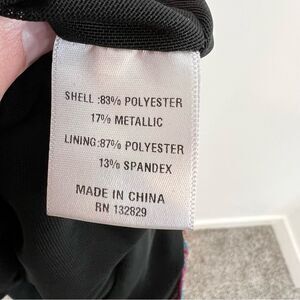 SHELL :83% POLYESTER
17% METALLIC
LINING:87% POLYESTER
13% SPANDEX
MADE IN CHINA
RN 132829